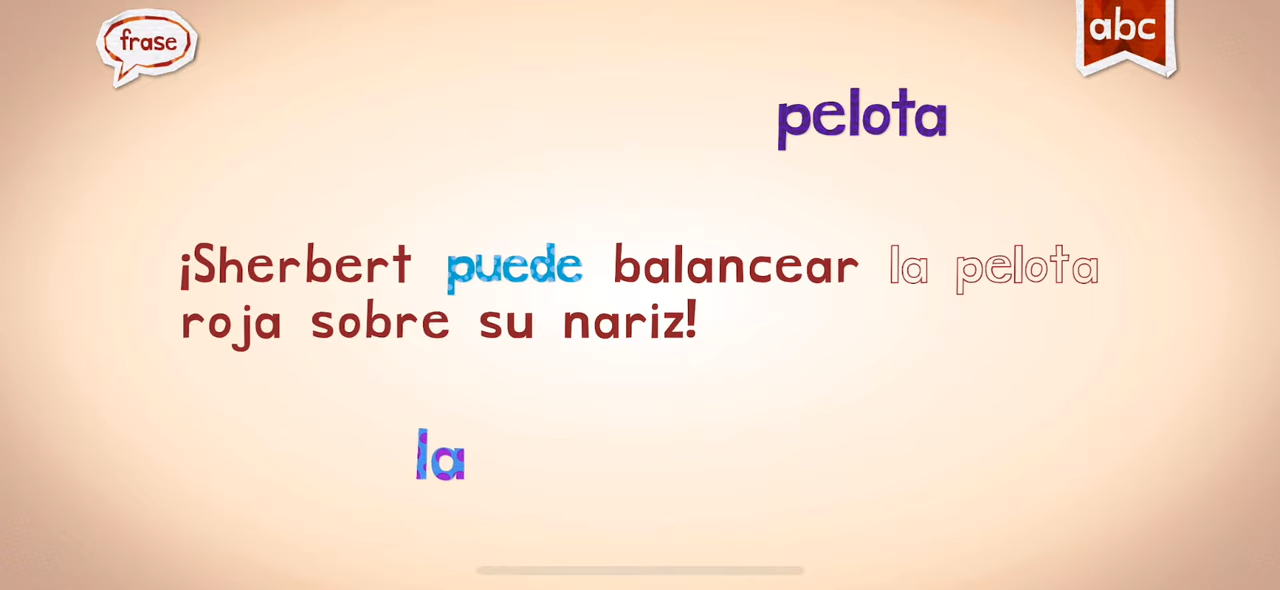 frase
abc
pelota
¡Sherbert puede balancear la pelota
roja sobre su nariz!
la